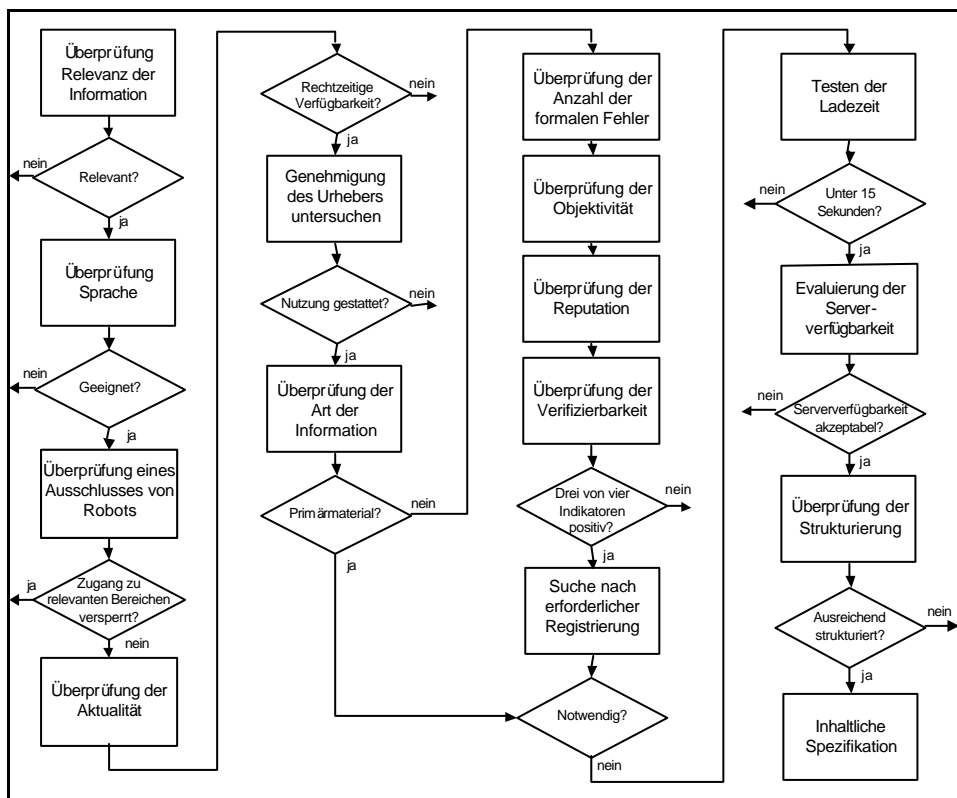 Überprüfung
Relevanz der
Information
Relevant?
nein
ja
Überprüfung
Sprache
Geeignet?
nein
ja
Überprüfung eines
Ausschlusses von
Robots
Zugang zu
relevanten Bereichen
versperrt?
ja
nein
Überprüfung der
Aktualität
Rechtzeitige
Verfügbarkeit?
nein
ja
Genehmigung
des Urhebers
untersuchen
Nutzung gestattet?
nein
ja
Überprüfung der
Art der
Information
Primärmaterial?
nein
ja
Überprüfung der
Anzahl der
formalen Fehler
Überprüfung der
Objektivität
Überprüfung der
Reputation
Überprüfung der
Verifizierbarkeit
Drei von vier
Indikatoren
positiv?
nein
ja
Suche nach
erforderlicher
Registrierung
Notwendig?
nein
Testen der
Ladezeit
Unter 15
Sekunden?
nein
ja
Evaluierung der
Server-
verfügbarkeit
Serververfügbarkeit
akzeptabel?
nein
ja
Überprüfung der
Strukturierung
Ausreichend
strukturiert?
nein
ja
Inhaltliche
Spezifikation